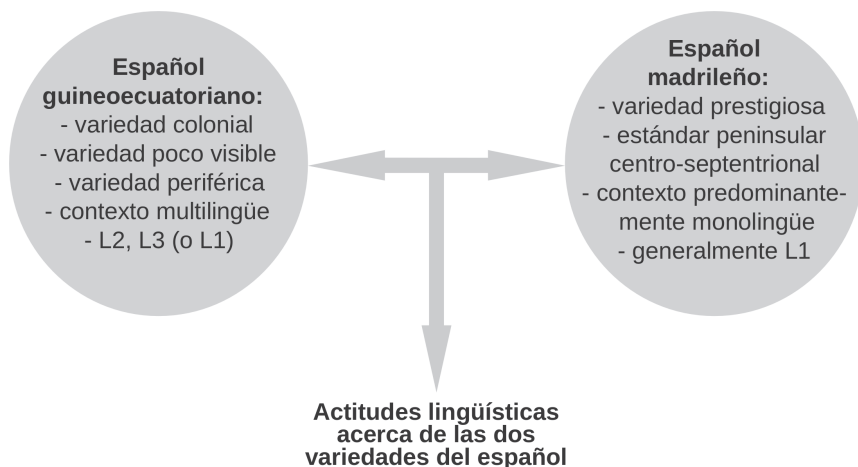 Español
guineoecuatoriano:
- variedad colonial
- variedad poco visible
- variedad periférica
- contexto multilingüe
- L2, L3 (o L1)
Español
madrileño:
- variedad prestigiosa
- estándar peninsular
centro-septentrional
- contexto predominante-
mente monolingüe
- generalmente L1
Actitudes lingüísticas
acerca de las dos
variedades del español